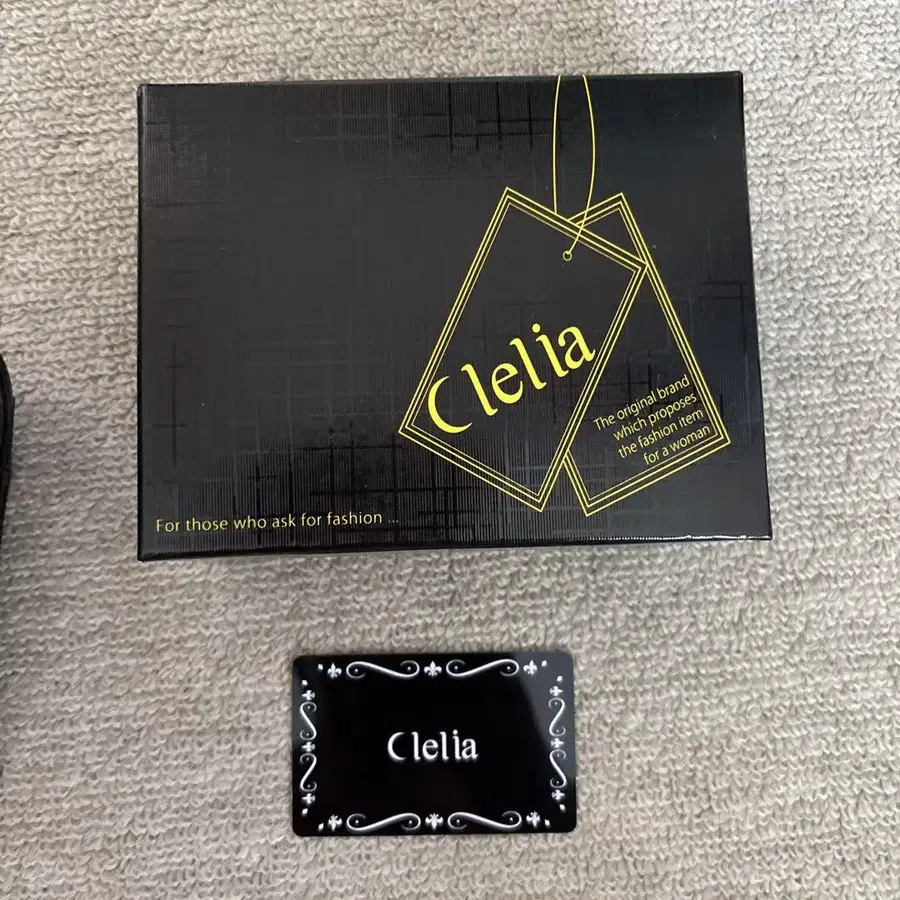 Clelia
The original brand
which proposes
the fashion item
for a woman
For those who ask for fashion ...
Clelia